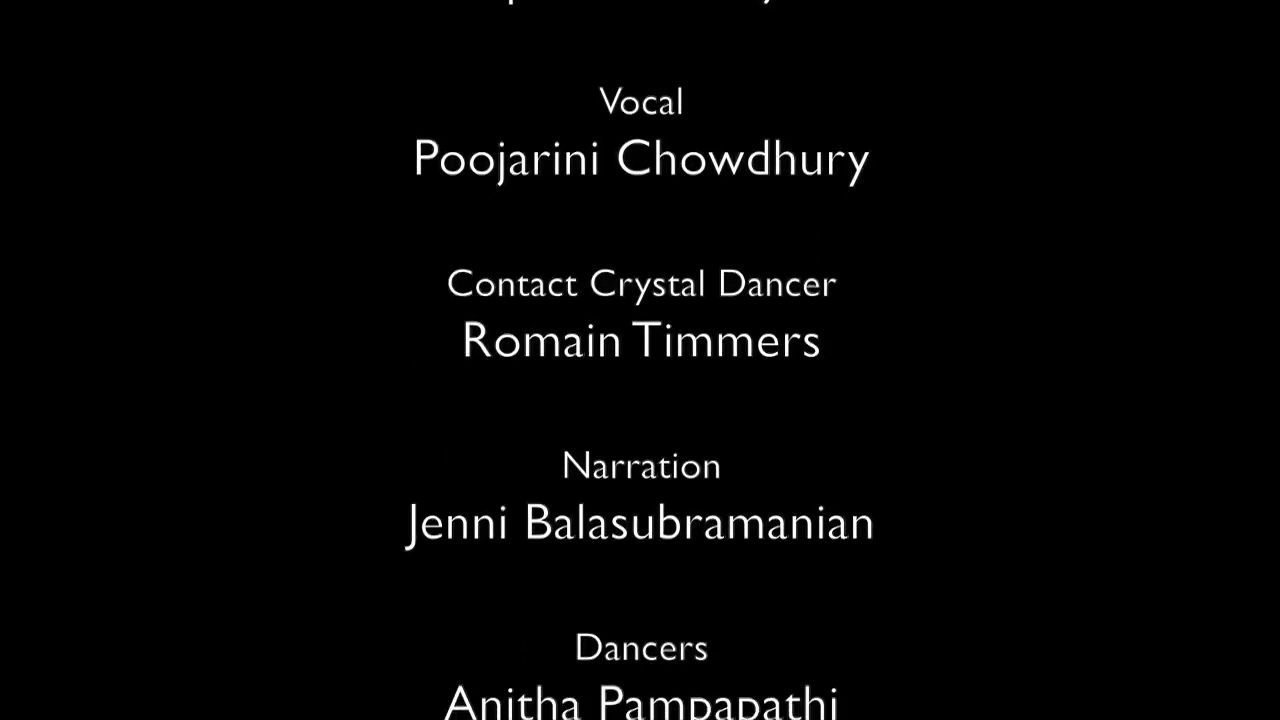 Vocal
Poojarini Chowdhury
Contact Crystal Dancer
Romain Timmers
Narration
Jenni Balasubramanian
Dancers
Anitha Pampapathi